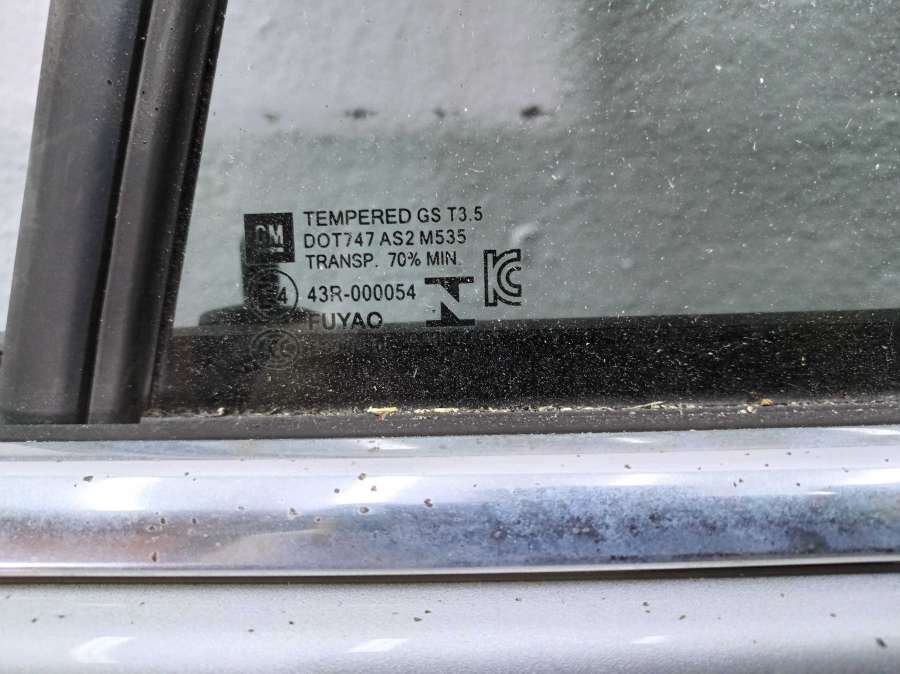 GM
TEMPERED GS T3.5
DOT747 AS2 M535
TRANSP. 70% MIN.
43R-000054
FUYAO